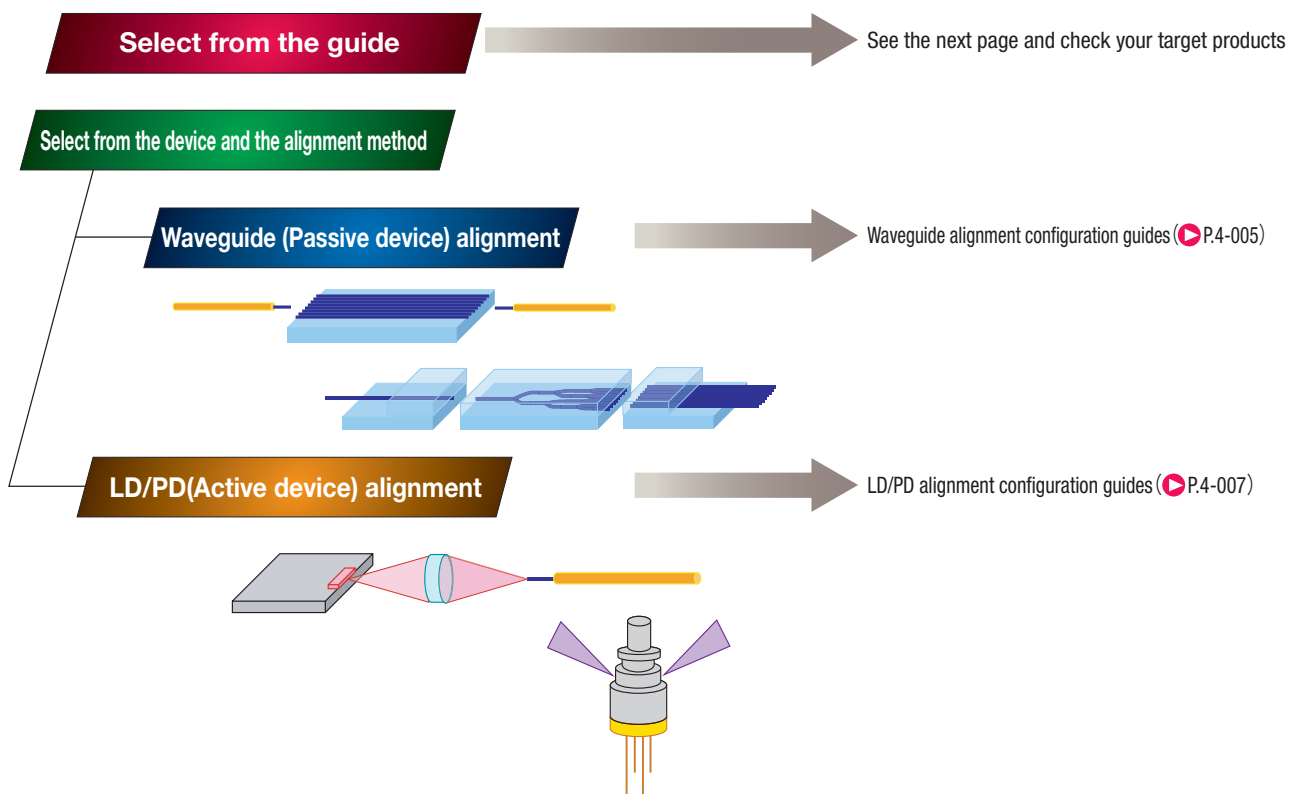 Select from the guide
See the next page and check your target products
Select from the device and the alignment method
Waveguide (Passive device) alignment
Waveguide alignment configuration guides (P.4-005)
LD/PD(Active device) alignment
LD/PD alignment configuration guides (P.4-007)